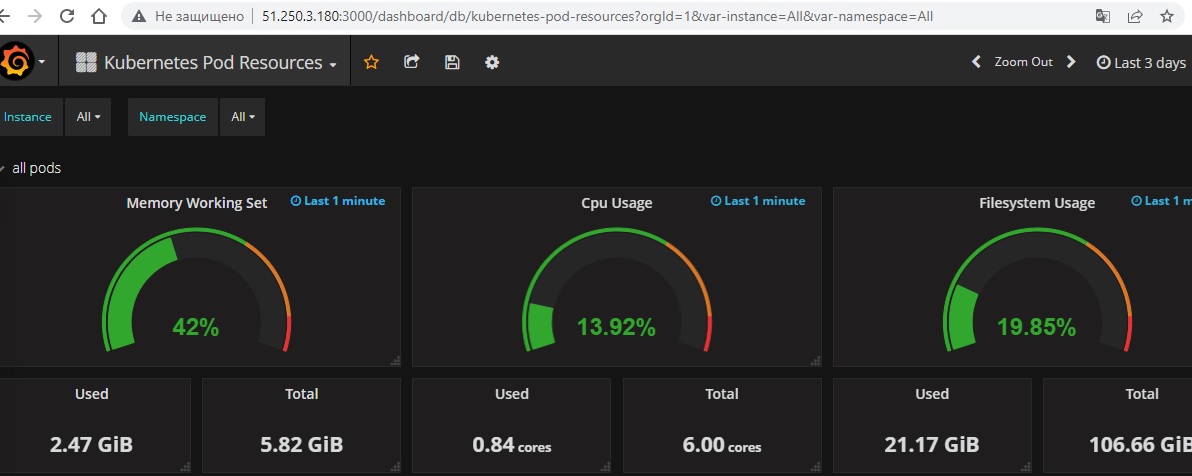 Не защищено 51.250.3.180:3000/dashboard/db/kubernetes-pod-resources?orgId=1&var-instance=All&var-namespace=All
Kubernetes Pod Resources Zoom Out Last 3 days
Instance All Namespace All
all pods
Memory Working Set Last 1 minute Cpu Usage Last 1 minute Filesystem Usage Last 1 m
42% 13.92% 19.85%
Used Total Used Total Used Total
2.47 GiB 5.82 GiB 0.84 cores 6.00 cores 21.17 GiB 106.66 GiB